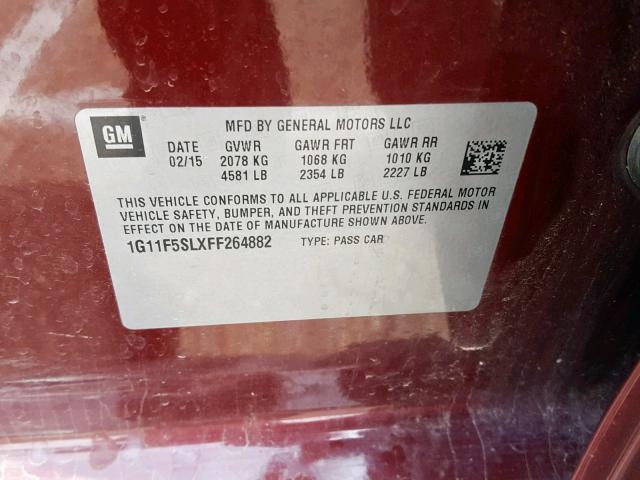 GM
®
MFD BY GENERAL MOTORS LLC
DATE GVWR GAWR FRT GAWR RR
02/15 2078 KG 1068 KG 1010 KG
4581 LB 2354 LB 2227 LB
THIS VEHICLE CONFORMS TO ALL APPLICABLE U.S. FEDERAL MOTOR
VEHICLE SAFETY, BUMPER, AND THEFT PREVENTION STANDARDS IN
EFFECT ON THE DATE OF MANUFACTURE SHOWN ABOVE.
1G11F5SLXFF264882 TYPE: PASS CAR